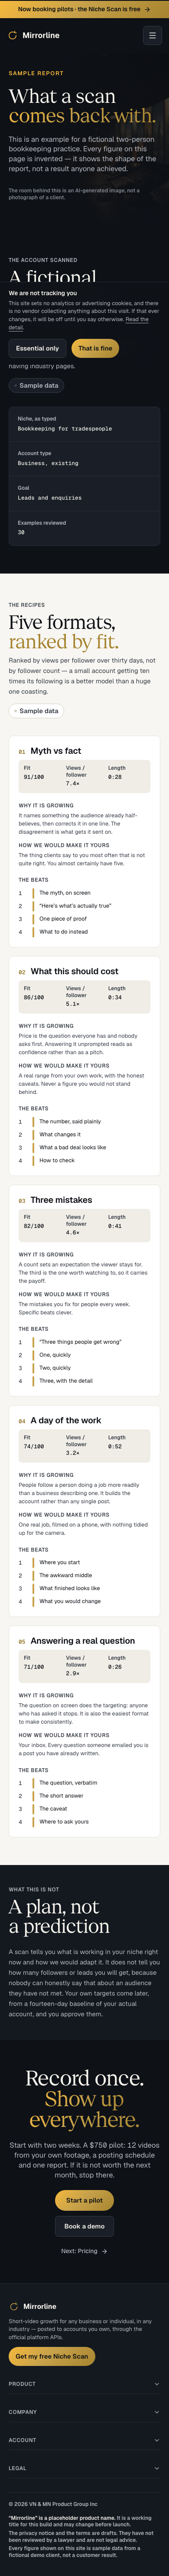 Now booking pilots · the Niche Scan is free →
Mirrorline
SAMPLE REPORT
What a scan
comes back with.
This is an example for a fictional two-person
bookkeeping practice. Every figure on this
page is invented — it shows the shape of the
report, not a result anyone achieved.
The room behind this is an AI-generated image, not a
photograph of a client.
THE ACCOUNT SCANNED
A fictional
We are not tracking you
This site sets no analytics or advertising cookies, and there
is no version collecting anything about this visit. If that ever
changes, it will be off until you say otherwise. Read the
detail.
Essential only
That is fine
having industry pages.
Sample data
Niche, as typed
Bookkeeping for tradespeople
Account type
Business, existing
Goal
Leads and enquiries
Examples reviewed
30
THE RECIPES
Five formats,
ranked by fit.
Ranked by views per follower over thirty days, not
by follower count — a small account getting ten
times its following is a better model than a huge
one coasting.
Sample data
01 Myth vs fact
Fit
91/100
Views / follower
7.4×
Length
0:28
WHY IT IS GROWING
It names something the audience already half-
believes, then corrects it in one line. The
disagreement is what gets it sent on.
HOW WE WOULD MAKE IT YOURS
The thing clients say to you most often that is not
quite right. You almost certainly have five.
THE BEATS
1 The myth, on screen
2 "Here's what's actually true"
3 One piece of proof
4 What to do instead
02 What this should cost
Fit
86/100
Views / follower
5.1×
Length
0:34
WHY IT IS GROWING
Price is the question everyone has and nobody
asks first. Answering it unprompted reads as
confidence rather than as a pitch.
HOW WE WOULD MAKE IT YOURS
A real range from your own work, with the honest
caveats. Never a figure you would not stand
behind.
THE BEATS
1 The number, said plainly
2 What changes it
3 What a bad deal looks like
4 How to check
03 Three mistakes
Fit
82/100
Views / follower
4.6×
Length
0:41
WHY IT IS GROWING
A count sets an expectation the viewer stays for.
The third is the one worth watching to, so it carries
the payoff.
HOW WE WOULD MAKE IT YOURS
The mistakes you fix for people every week.
Specific beats clever.
THE BEATS
1 "Three things people get wrong"
2 One, quickly
3 Two, quickly
4 Three, with the detail
04 A day of the work
Fit
74/100
Views / follower
3.2×
Length
0:52
WHY IT IS GROWING
People follow a person doing a job more readily
than a business describing one. It builds the
account rather than any single post.
HOW WE WOULD MAKE IT YOURS
One real job, filmed on a phone, with nothing tidied
up for the camera.
THE BEATS
1 Where you start
2 The awkward middle
3 What finished looks like
4 What you would change
05 Answering a real question
Fit
71/100
Views / follower
2.9×
Length
0:26
WHY IT IS GROWING
The question on screen does the targeting: anyone
who has asked it stops. It is also the easiest format
to make consistently.
HOW WE WOULD MAKE IT YOURS
Your inbox. Every question someone emailed you is
a post you have already written.
THE BEATS
1 The question, verbatim
2 The short answer
3 The caveat
4 Where to ask yours
WHAT THIS IS NOT
A plan, not
a prediction
A scan tells you what is working in your niche right
now and how we would adapt it. It does not tell you
how many followers or leads you will get, because
nobody can honestly say that about an audience
they have not met. Your own targets come later,
from a fourteen-day baseline of your actual
account, and you approve them.
Record once.
Show up
everywhere.
Start with two weeks. A $750 pilot: 12 videos
from your own footage, a posting schedule
and one report. If it is not worth the next
month, stop there.
Start a pilot
Book a demo
Next: Pricing →
Mirrorline
Short-video growth for any business or individual, in any
industry — posted to accounts you own, through the
official platform APIs.
Get my free Niche Scan
PRODUCT
COMPANY
ACCOUNT
LEGAL
© 2026 VN & MN Product Group Inc
"Mirrorline" is a placeholder product name. It is a working
title for this build and may change before launch.
The privacy notice and the terms are drafts. They have not
been reviewed by a lawyer and are not legal advice.
Every figure shown on this site is sample data from a
fictional demo client, not a customer result.